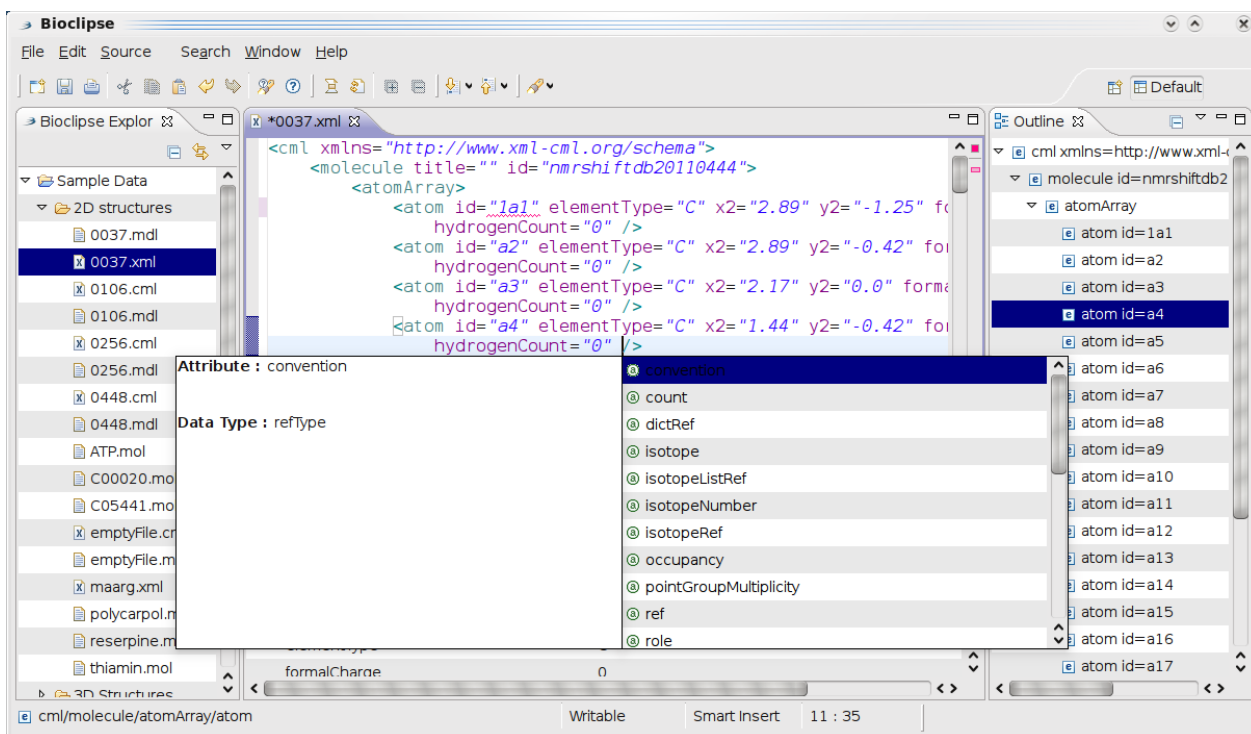 Bioclipse
File Edit Source Search Window Help
Default
Bioclipse Explor
*0037.xml
Outline
Sample Data
2D structures
0037.mdl
0037.xml
0106.cml
0106.mdl
0256.cml
0256.mdl
0448.cml
0448.mdl
ATP.mol
C00020.mo
C05441.mo
emptyFile.cr
emptyFile.m
maarg.xml
polycarpol.m
reserpine.m
thiamin.mol
3D Structures
<cml xmlns="http://www.xml-cml.org/schema">
<molecule title="" id="nmrshiftdb20110444">
<atomArray>
<atom id="1a1" elementType="C" x2="2.89" y2="-1.25" fo
hydrogenCount="0" />
<atom id="a2" elementType="C" x2="2.89" y2="-0.42" for
hydrogenCount="0" />
<atom id="a3" elementType="C" x2="2.17" y2="0.0" forma
hydrogenCount="0" />
<atom id="a4" elementType="C" x2="1.44" y2="-0.42" for
hydrogenCount="0" />
Attribute : convention
Data Type : refType
convention
count
dictRef
isotope
isotopeListRef
isotopeNumber
isotopeRef
occupancy
pointGroupMultiplicity
ref
role
formalCharge 0
cml xmlns=http://www.xml-c
molecule id=nmrshiftdb2
atomArray
atom id=1a1
atom id=a2
atom id=a3
atom id=a4
atom id=a5
atom id=a6
atom id=a7
atom id=a8
atom id=a9
atom id=a10
atom id=a11
atom id=a12
atom id=a13
atom id=a14
atom id=a15
atom id=a16
atom id=a17
cml/molecule/atomArray/atom Writable Smart Insert 11 : 35